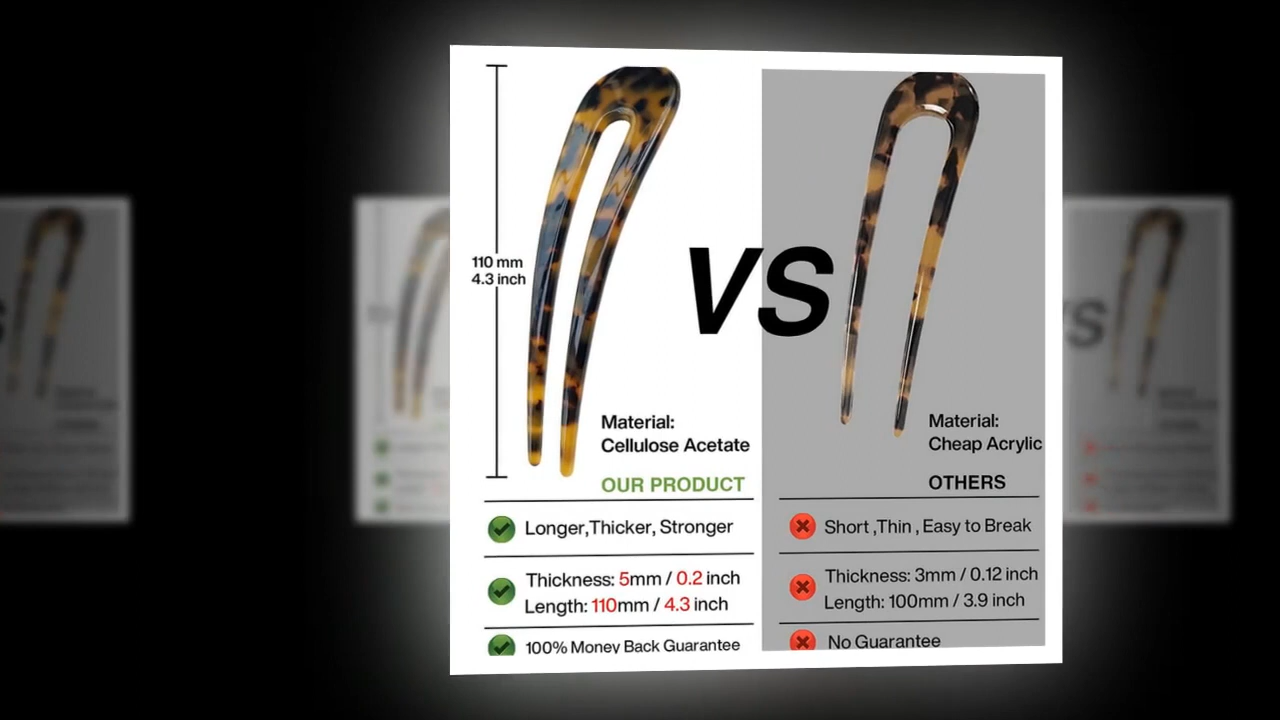 110 mm
4.3 inch
VS
Material:
Cellulose Acetate
OUR PRODUCT
Longer,Thicker, Stronger
Thickness: 5mm / 0.2 inch
Length: 110mm / 4.3 inch
100% Money Back Guarantee
Material:
Cheap Acrylic
OTHERS
Short ,Thin , Easy to Break
Thickness: 3mm / 0.12 inch
Length: 100mm / 3.9 inch
No Guarantee